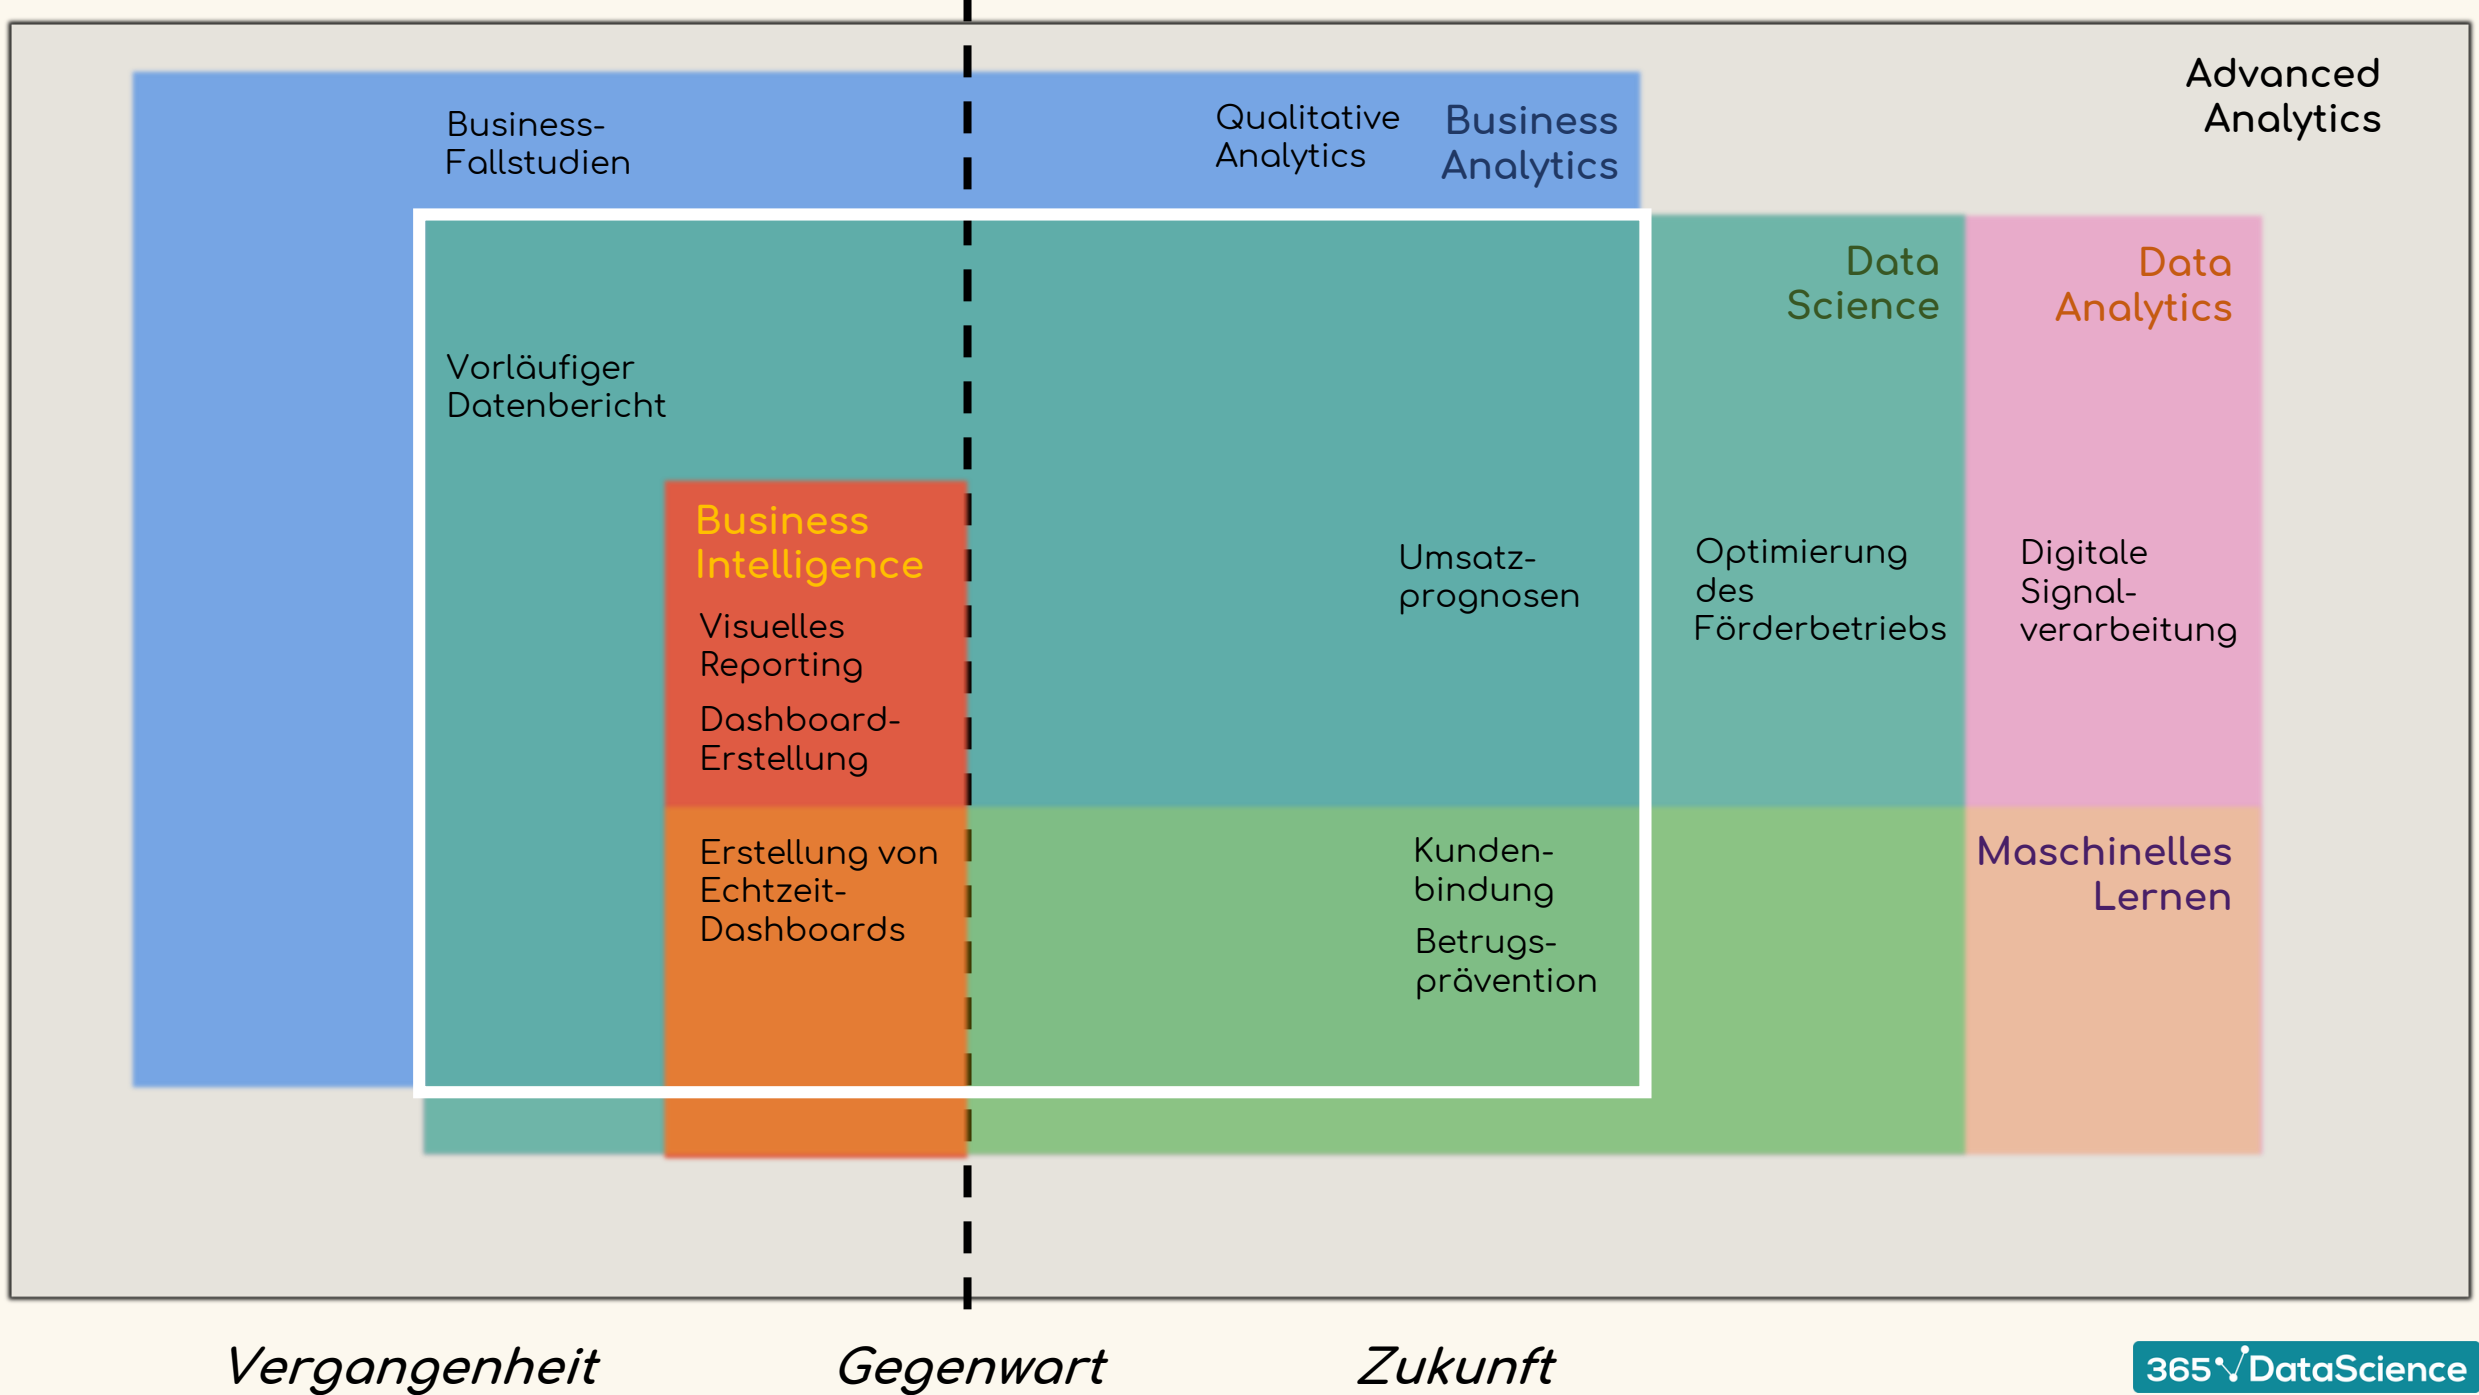 Advanced
Analytics
Business-
Fallstudien
Qualitative
Analytics
Business
Analytics
Data
Science
Data
Analytics
Vorläufiger
Datenbericht
Business
Intelligence
Visuelles
Reporting
Dashboard-
Erstellung
Umsatz-
prognosen
Optimierung
des
Förderbetriebs
Digitale
Signal-
verarbeitung
Erstellung von
Echtzeit-
Dashboards
Kunden-
bindung
Betrugs-
prävention
Maschinelles
Lernen
Vergangenheit
Gegenwart
Zukunft
365 DataScience